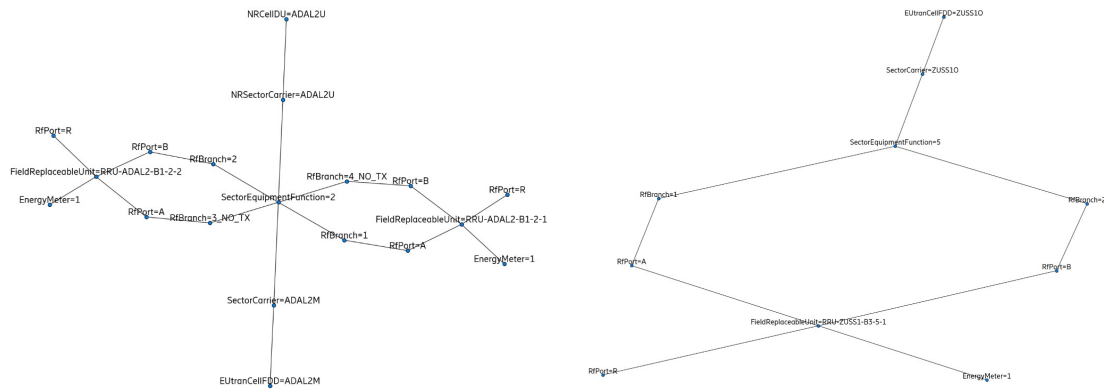 NRCellDU=ADAL2U
NRSectorCarrier=ADAL2U
RfPort=R
RfPort=B
RfBranch=2
FieldReplaceableUnit=RRU-ADAL2-B1-2-2
EnergyMeter=1
RfPort=A
RfBranch=3_NO_TX
SectorEquipmentFunction=2
RfBranch=4_NO_TX
RfPort=B
RfPort=R
FieldReplaceableUnit=RRU-ADAL2-B1-2-1
RfBranch=1
RfPort=A
EnergyMeter=1
SectorCarrier=ADAL2M
EUtranCellFDD=ADAL2M
EUtranCellFDD=ZUSS1O
SectorCarrier=ZUSS1O
SectorEquipmentFunction=5
RfBranch=1
RfBranch=2
RfPort=A
RfPort=B
FieldReplaceableUnit=RRU-ZUSS1-B3-5-1
RfPort=R
EnergyMeter=1